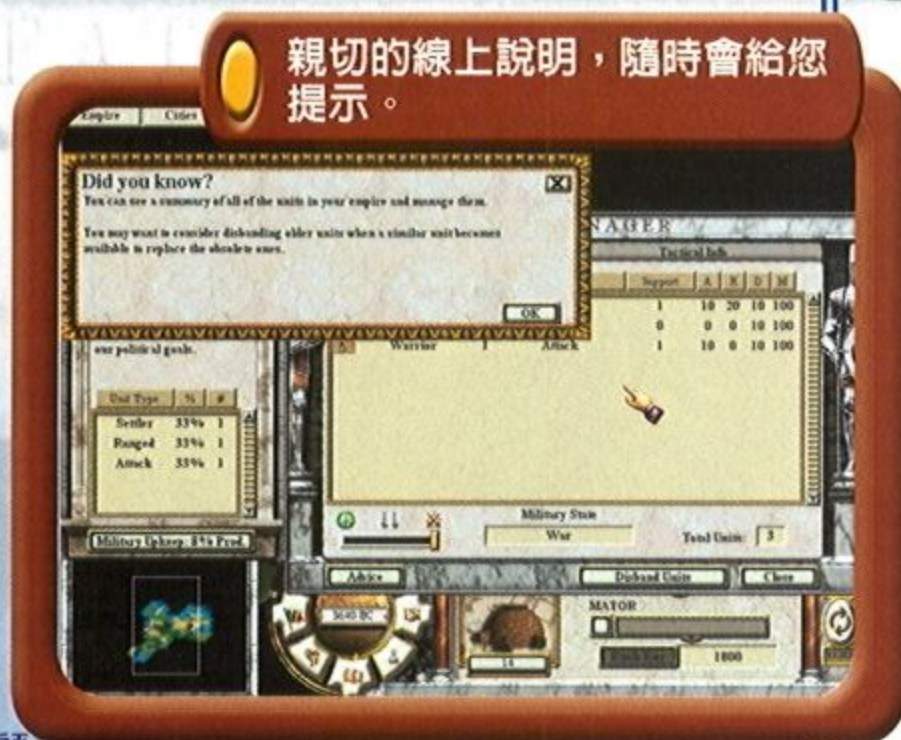 親切的線上說明，隨時會給您
提示。
Empire Cities
Did you know?
You can see a summary of all of the units in your empire and manage them.
You may want to consider disbanding older units when a similar unit becomes
available to replace the obsolete ones.
OK
NAGER
Tactical Info
Support A R D M
1 10 20 10 100
0 0 0 10 100
Warrior 1 Attack 1 10 0 10 100
our political goals.
Unit Type % #
Settler 33% 1
Ranged 33% 1
Attack 33% 1
Military State
War
Total Units: 3
Military Upkeep: 8% Prod.
Advice
Disband Units
Close
3640 BC
14
MATOR
1800